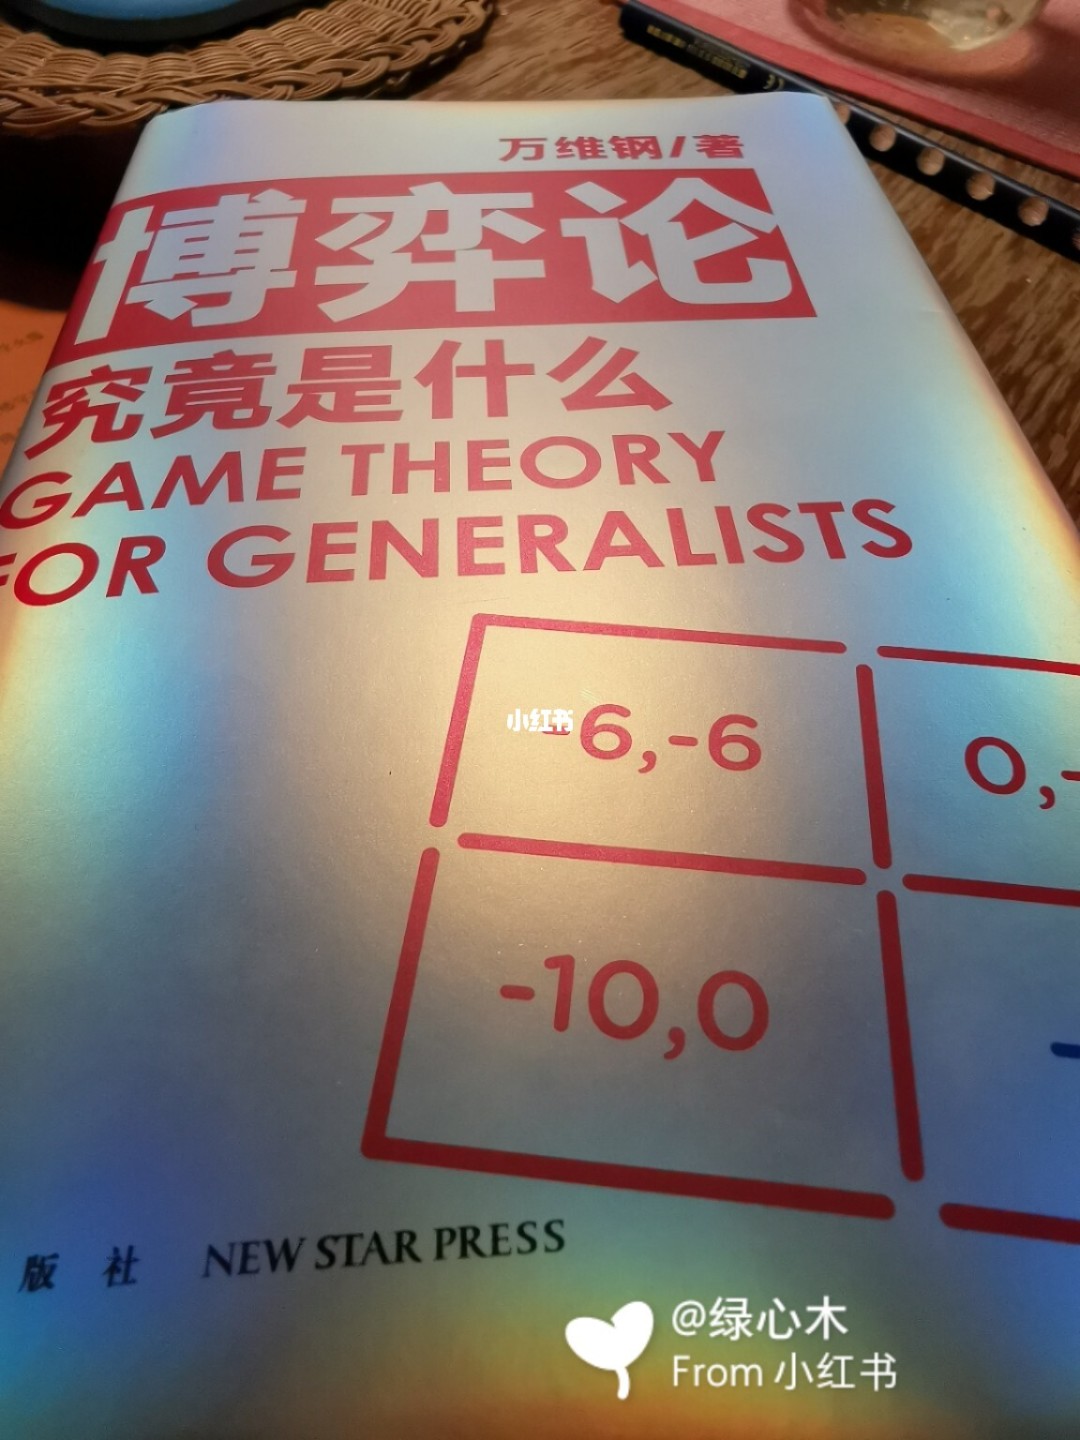 万维钢/著
博弈论
究竟是什么
GAME THEORY
FOR GENERALISTS
小红书
-6,-6
0,-
-10,0
-
版社 NEW STAR PRESS
@绿心木
From 小红书